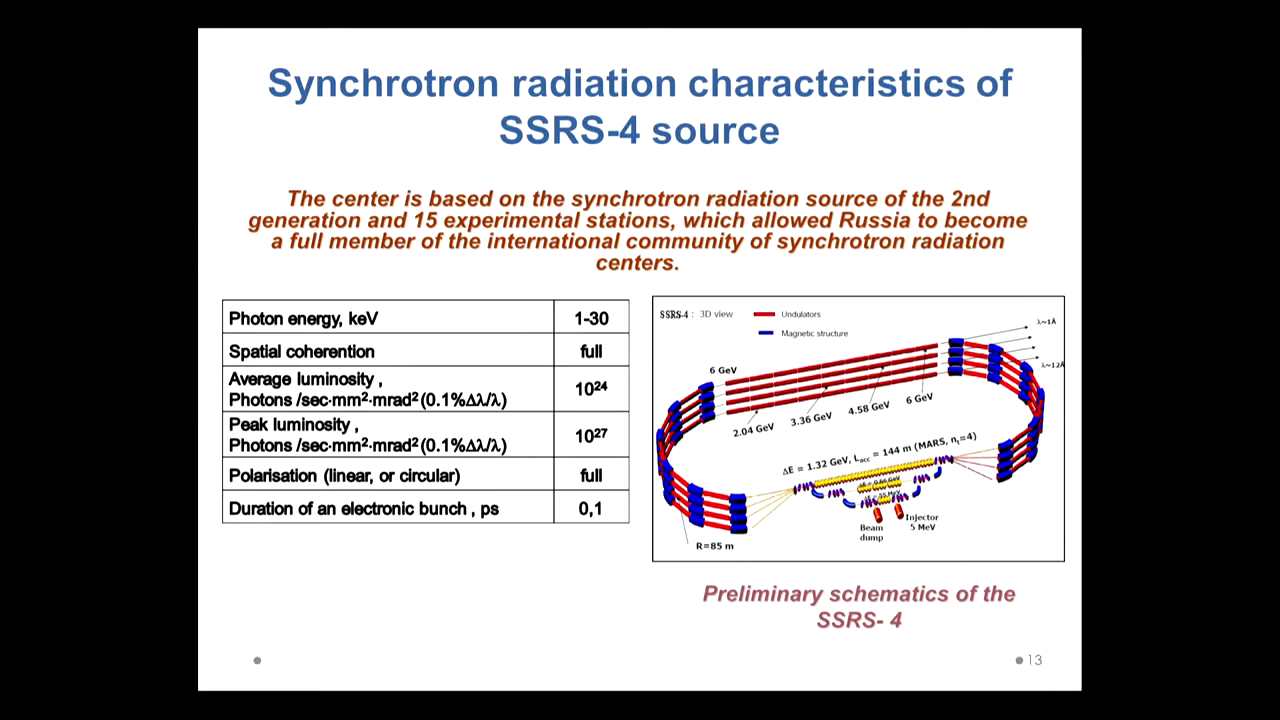 Synchrotron radiation characteristics of
SSRS-4 source
The center is based on the synchrotron radiation source of the 2nd
generation and 15 experimental stations, which allowed Russia to become
a full member of the international community of synchrotron radiation
centers.
Photon energy, keV 1-30
Spatial coherention full
Average luminosity ,
Photons /sec·mm²·mrad² (0.1%Δλ/λ) 10²⁴
Peak luminosity ,
Photons /sec·mm²·mrad² (0.1%Δλ/λ) 10²⁷
Polarisation (linear, or circular) full
Duration of an electronic bunch , ps 0,1
SSRS-4 : 3D view
Undulators
Magnetic structure
λ~1Å
λ~12Å
6 GeV
2.04 GeV
3.36 GeV
4.58 GeV
6 GeV
ΔE = 1.32 GeV, Lacc = 144 m (MARS, nt=4)
Beam
dump
Injector
5 MeV
R=85 m
Preliminary schematics of the
SSRS- 4
13